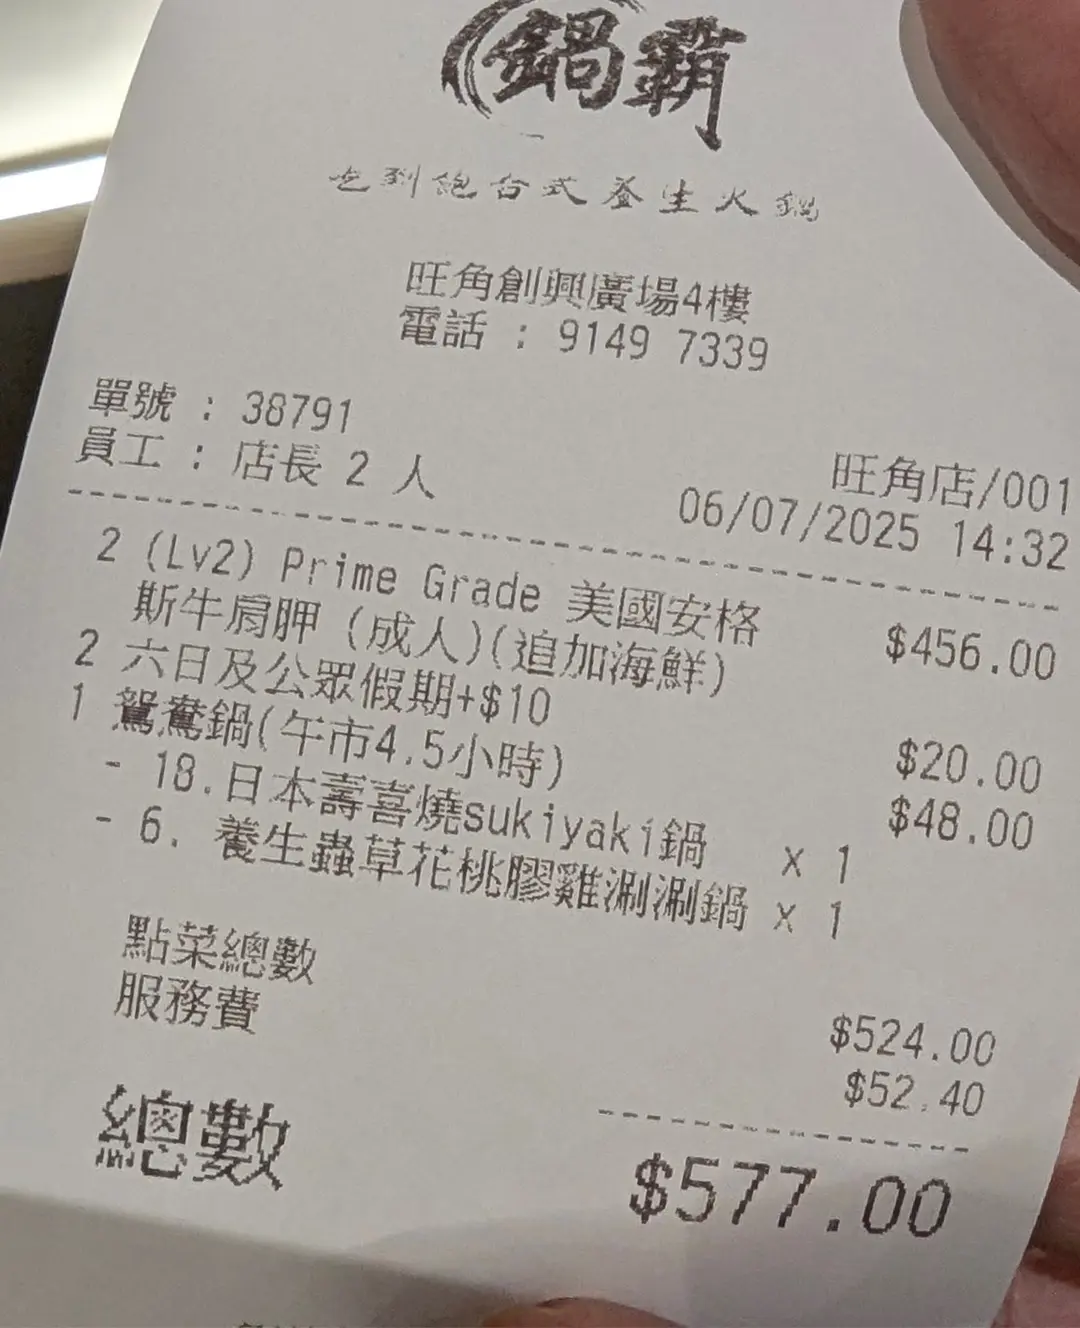 鍋霸
吃到飽台式養生火鍋
旺角創興廣場4樓
電話 : 9149 7339
單號 : 38791
員工 : 店長 2 人
旺角店/001
06/07/2025 14:32
2 (Lv2) Prime Grade 美國安格
斯牛肩胛 (成人)(追加海鮮) $456.00
2 六日及公眾假期+$10 $20.00
1 鴛鴦鍋(午市4.5小時) $48.00
- 18.日本壽喜燒sukiyaki鍋 x 1
- 6. 養生蟲草花桃膠雞涮涮鍋 x 1
點菜總數 $524.00
服務費 $52.40
總數 $577.00